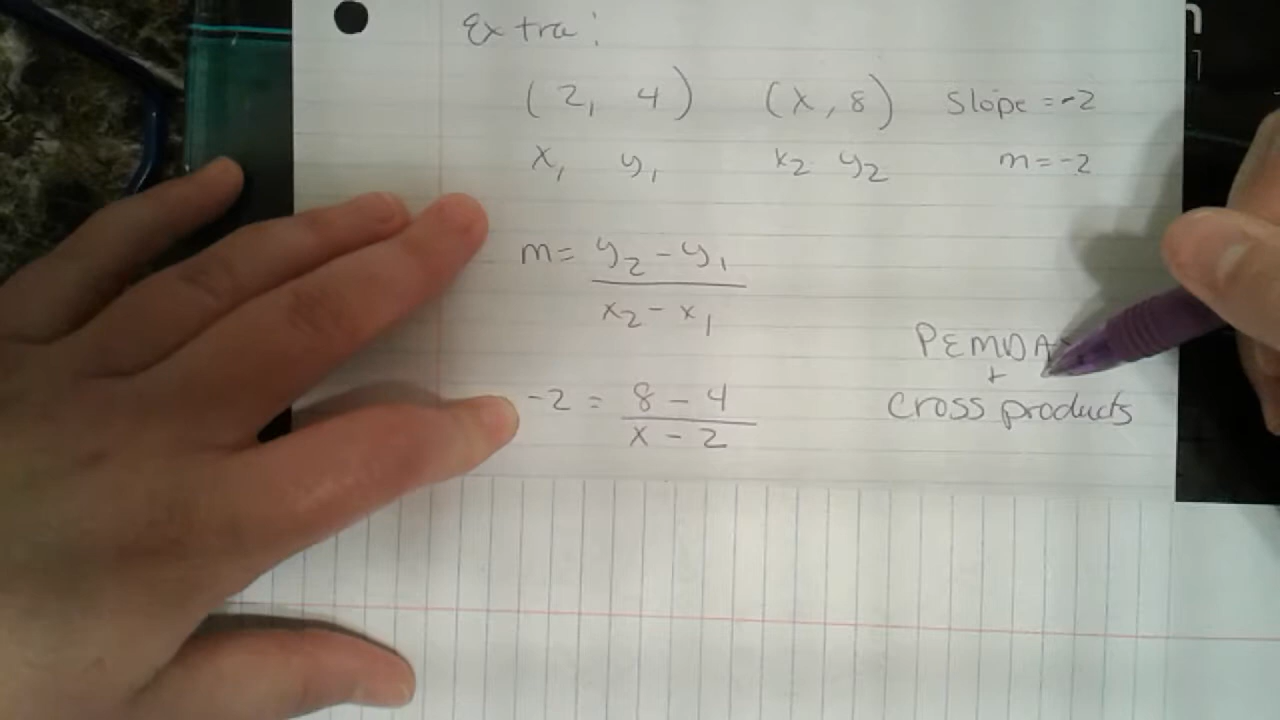 Extra:
(2, 4) (x, 8) Slope = -2
x₁ y₁ x₂ y₂ m = -2
m = y₂ - y₁
x₂ - x₁
PEMDA
+
-2 = 8 - 4
x - 2
Cross products